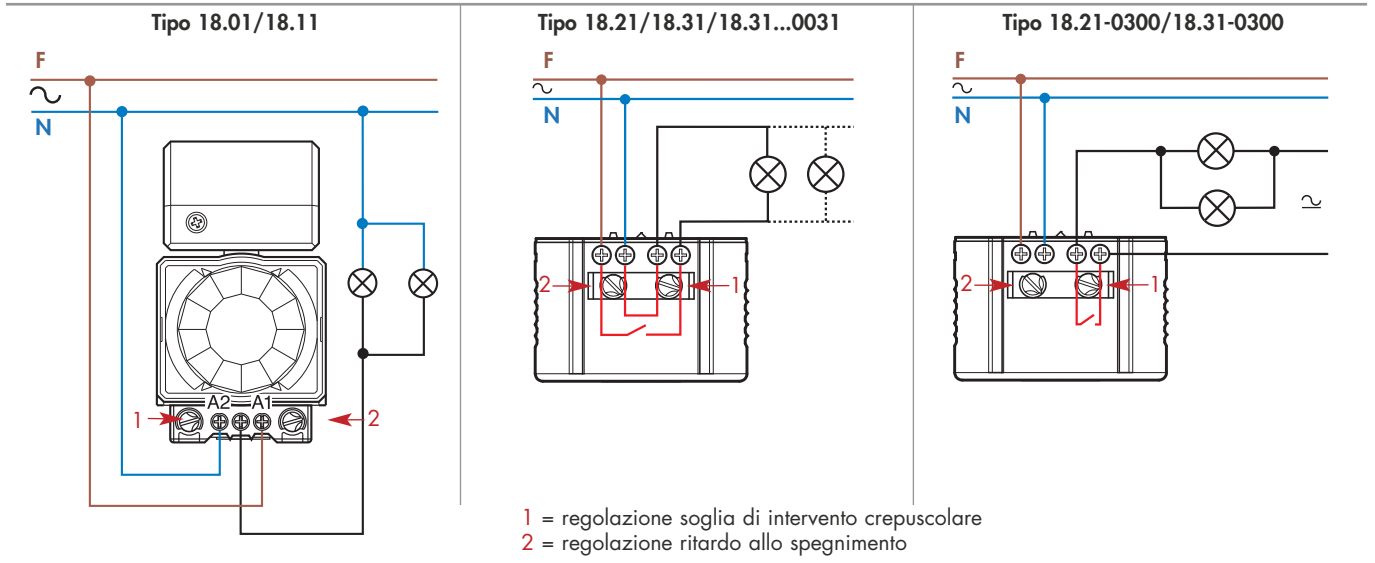 Tipo 18.01/18.11
F
N
A2 A1
1
2
Tipo 18.21/18.31/18.31...0031
F
N
2
1
Tipo 18.21-0300/18.31-0300
F
N
2
1
1 = regolazione soglia di intervento crepuscolare
2 = regolazione ritardo allo spegnimento